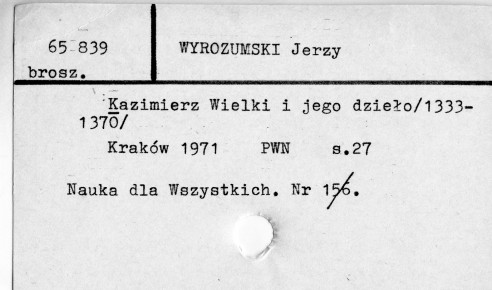 65-839
WYROZUMSKI Jerzy
brosz.
Kazimierz Wielki i jego dzieło/1333-
1370/
Kraków 1971 PWN s.27
Nauka dla Wszystkich. Nr 156.